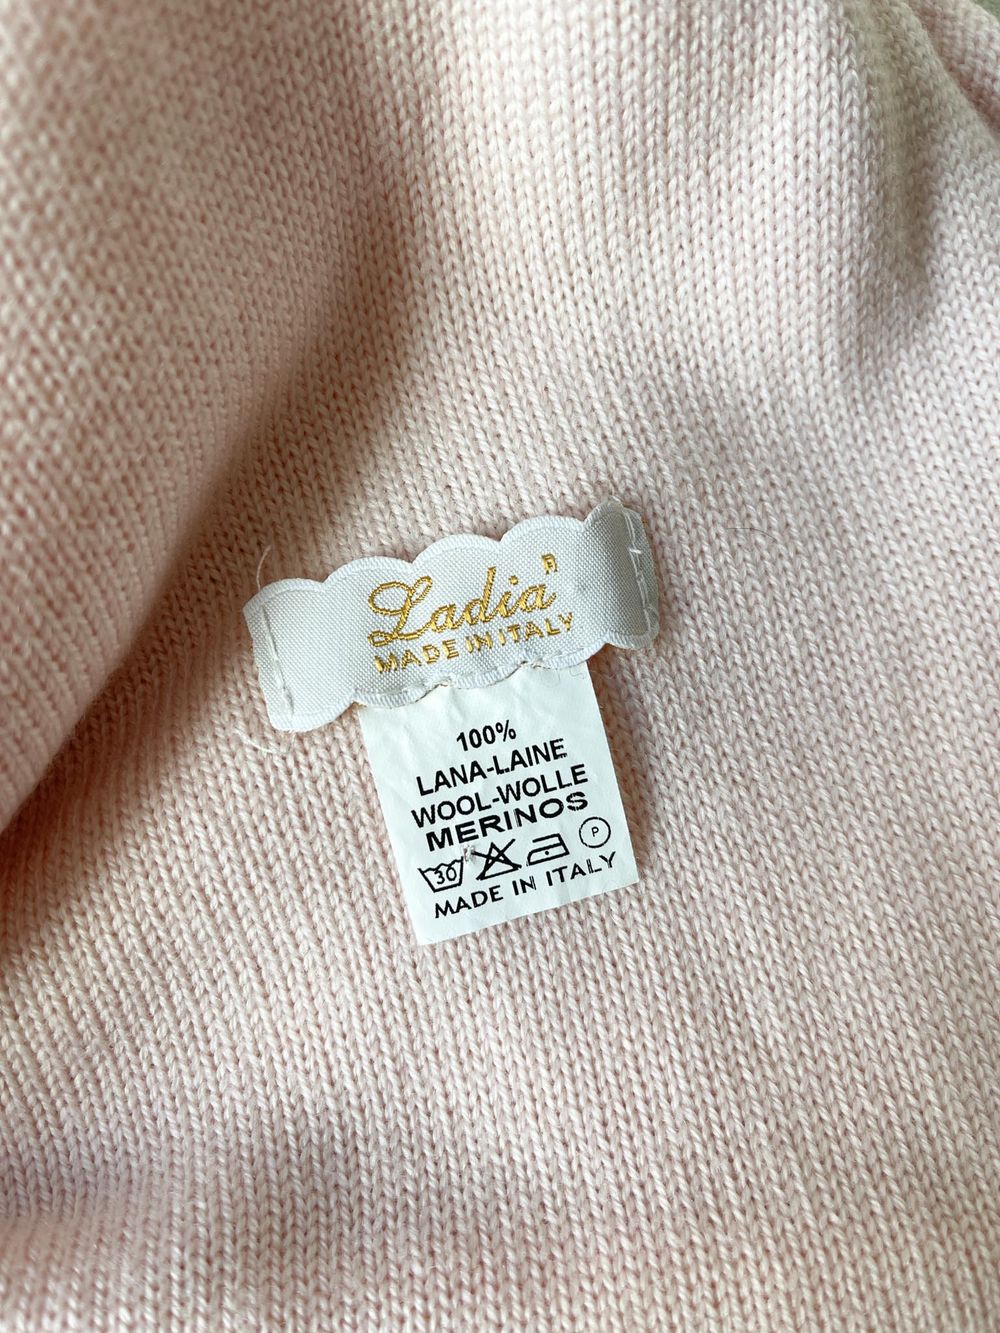 Ladia®
MADE IN ITALY
100%
LANA-LAINE
WOOL-WOLLE
MERINOS
30 P
MADE IN ITALY